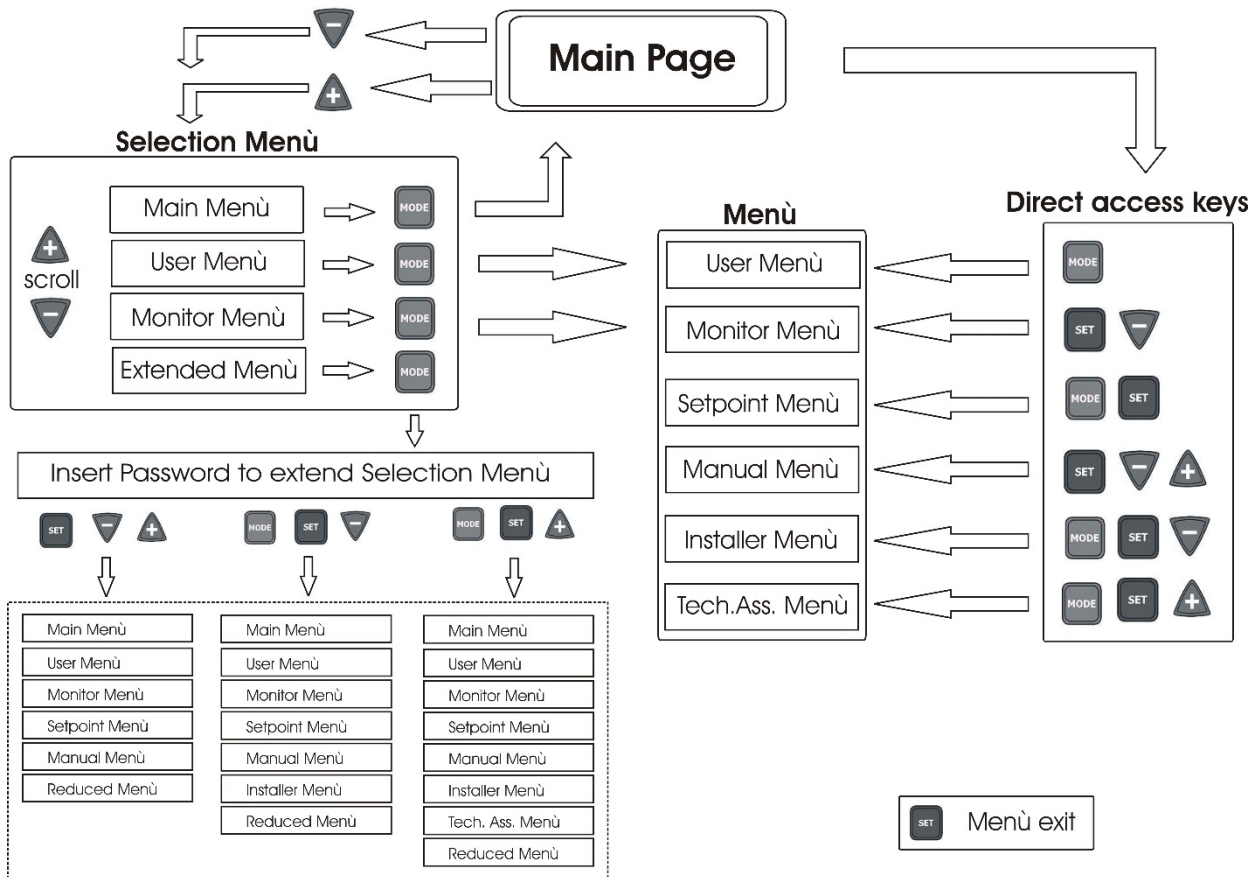 Main Page
Selection Menù
Main Menù
MODE
User Menù
MODE
scroll
Monitor Menù
MODE
Extended Menù
MODE
Insert Password to extend Selection Menù
SET
MODE SET
MODE SET
Main Menù
User Menù
Monitor Menù
Setpoint Menù
Manual Menù
Reduced Menù
Main Menù
User Menù
Monitor Menù
Setpoint Menù
Manual Menù
Installer Menù
Reduced Menù
Main Menù
User Menù
Monitor Menù
Setpoint Menù
Manual Menù
Installer Menù
Tech. Ass. Menù
Reduced Menù
Menù
User Menù
Monitor Menù
Setpoint Menù
Manual Menù
Installer Menù
Tech.Ass. Menù
Direct access keys
MODE
SET
MODE SET
SET
MODE SET
MODE SET
SET Menù exit